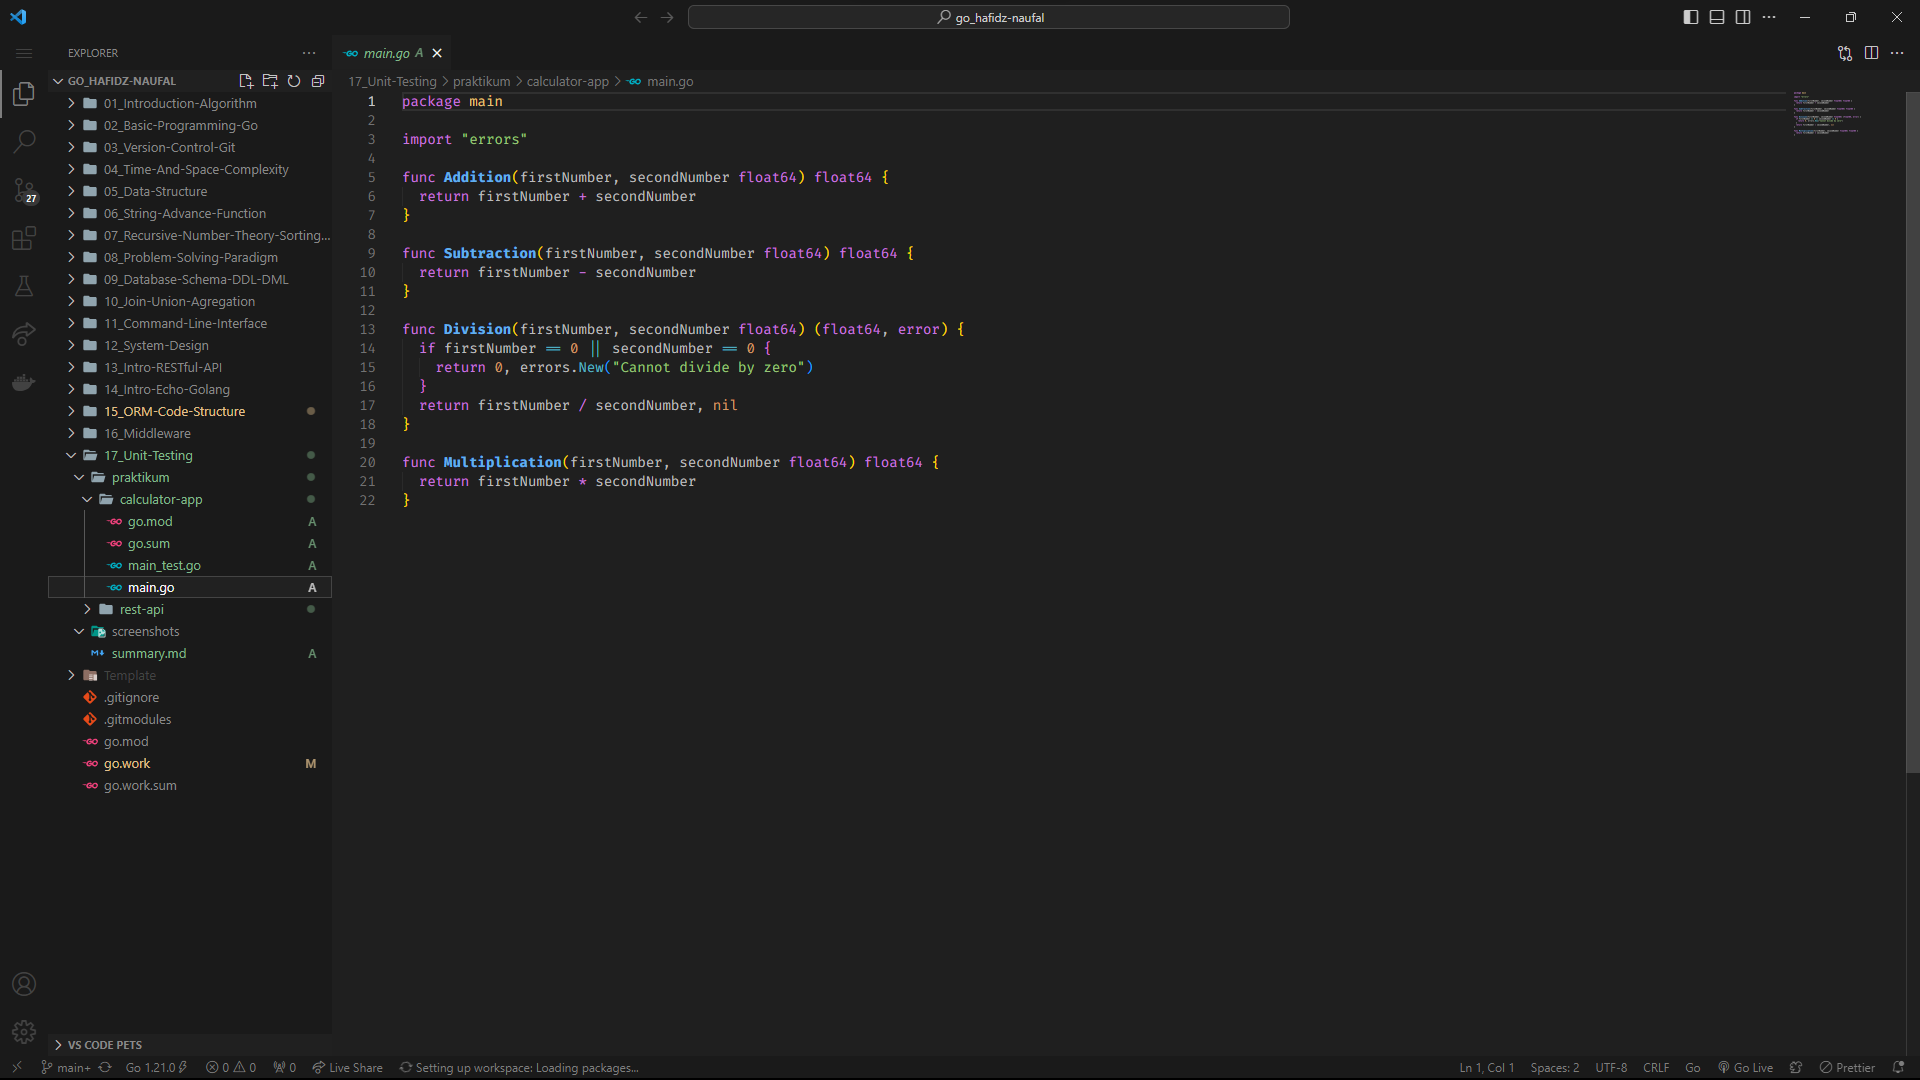 go_hafidz-naufal
EXPLORER
main.go A
GO_HAFIDZ-NAUFAL
01_Introduction-Algorithm
02_Basic-Programming-Go
03_Version-Control-Git
04_Time-And-Space-Complexity
05_Data-Structure
06_String-Advance-Function
07_Recursive-Number-Theory-Sorting...
08_Problem-Solving-Paradigm
09_Database-Schema-DDL-DML
10_Join-Union-Agregation
11_Command-Line-Interface
12_System-Design
13_Intro-RESTful-API
14_Intro-Echo-Golang
15_ORM-Code-Structure
16_Middleware
17_Unit-Testing
praktikum
calculator-app
go.mod A
go.sum A
main_test.go A
main.go A
rest-api
screenshots
summary.md A
Template
.gitignore
.gitmodules
go.mod
go.work M
go.work.sum
VS CODE PETS
27
17_Unit-Testing > praktikum > calculator-app > main.go
1 package main
2
3 import "errors"
4
5 func Addition(firstNumber, secondNumber float64) float64 {
6 return firstNumber + secondNumber
7 }
8
9 func Subtraction(firstNumber, secondNumber float64) float64 {
10 return firstNumber - secondNumber
11 }
12
13 func Division(firstNumber, secondNumber float64) (float64, error) {
14 if firstNumber == 0 || secondNumber == 0 {
15 return 0, errors.New("Cannot divide by zero")
16 }
17 return firstNumber / secondNumber, nil
18 }
19
20 func Multiplication(firstNumber, secondNumber float64) float64 {
21 return firstNumber * secondNumber
22 }
main+ Go 1.21.0 0 0 0 Live Share Setting up workspace: Loading packages... Ln 1, Col 1 Spaces: 2 UTF-8 CRLF Go Go Live Prettier